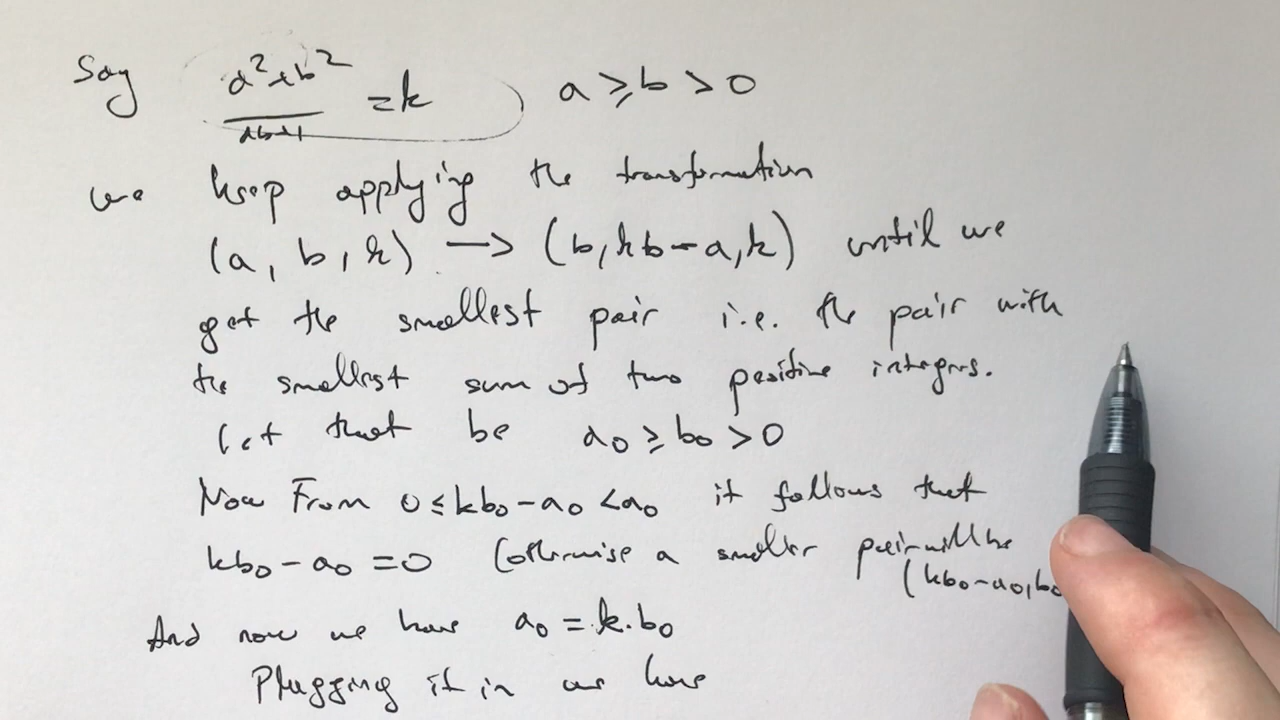 Say a²+b²/ab+1 = k a ≥ b > 0
we keep applying the transformation
(a, b, k) → (b, kb-a, k) until we
get the smallest pair i.e. the pair with
the smallest sum of two positive integers.
Let that be a₀ ≥ b₀ > 0
Now From 0 ≤ kb₀ - a₀ < a₀ it follows that
kb₀ - a₀ = 0 (otherwise a smaller pair will be
(kb₀-a₀, b₀
And now we have a₀ = k.b₀
Plugging it in we have